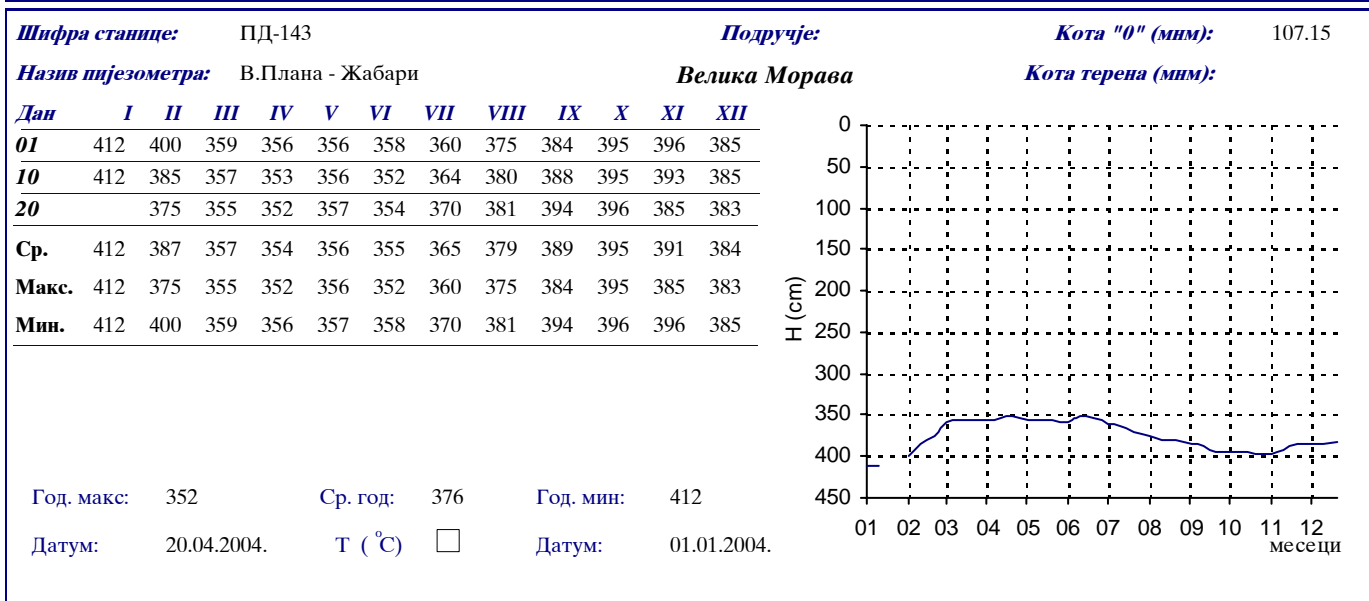 Шифра станице: ПД-143 Подручје: Кота "0" (мнм): 107.15
Назив пијезометра: В.Плана - Жабари Велика Морава Кота терена (мнм):
Дан I II III IV V VI VII VIII IX X XI XII
01 412 400 359 356 356 358 360 375 384 395 396 385
10 412 385 357 353 356 352 364 380 388 395 393 385
20 375 355 352 357 354 370 381 394 396 385 383
Ср. 412 387 357 354 356 355 365 379 389 395 391 384
Макс. 412 375 355 352 356 352 360 375 384 395 385 383
Мин. 412 400 359 356 357 358 370 381 394 396 396 385
Год. макс: 352 Ср. год: 376 Год. мин: 412
Датум: 20.04.2004. Т ( °C) Датум: 01.01.2004.
0
50
100
150
200
250
300
350
400
450
H (cm)
01 02 03 04 05 06 07 08 09 10 11 12
месеци